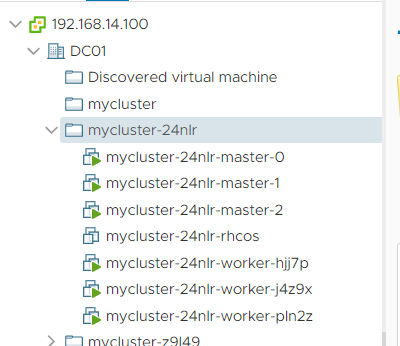 192.168.14.100
DC01
Discovered virtual machine
mycluster
mycluster-24nlr
mycluster-24nlr-master-0
mycluster-24nlr-master-1
mycluster-24nlr-master-2
mycluster-24nlr-rhcos
mycluster-24nlr-worker-hjj7p
mycluster-24nlr-worker-j4z9x
mycluster-24nlr-worker-pln2z
mycluster-z9l49